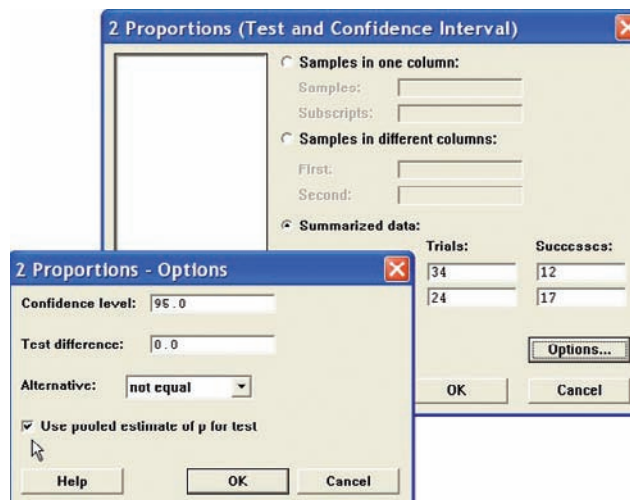 2 Proportions (Test and Confidence Interval)
Samples in one column:
Samples:
Subscripts:
Samples in different columns:
First:
Second:
Summarized data:
Trials: Successes:
34 12
24 17
Options...
OK Cancel
2 Proportions - Options
Confidence level: 95.0
Test difference: 0.0
Alternative: not equal
Use pooled estimate of p for test
Help OK Cancel